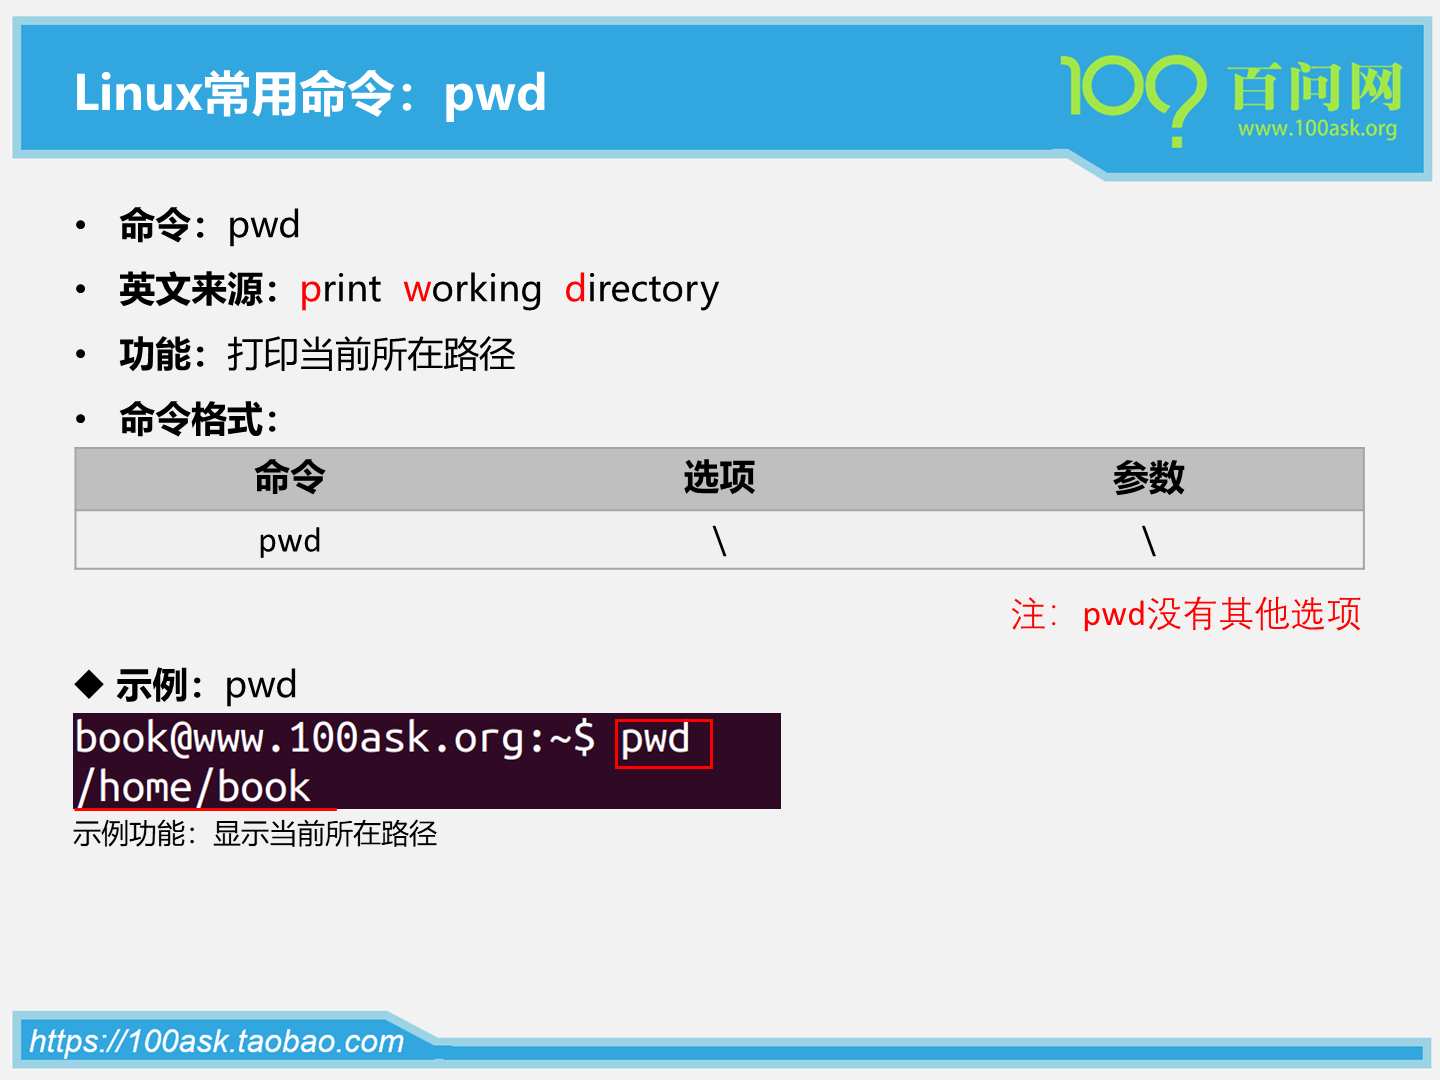 Linux常用命令：pwd
100? 百问网
www.100ask.org
• 命令：pwd
• 英文来源：print working directory
• 功能：打印当前所在路径
• 命令格式：
命令 选项 参数
pwd \ \
注：pwd没有其他选项
◆ 示例：pwd
book@www.100ask.org:~$ pwd
/home/book
示例功能：显示当前所在路径
https://100ask.taobao.com